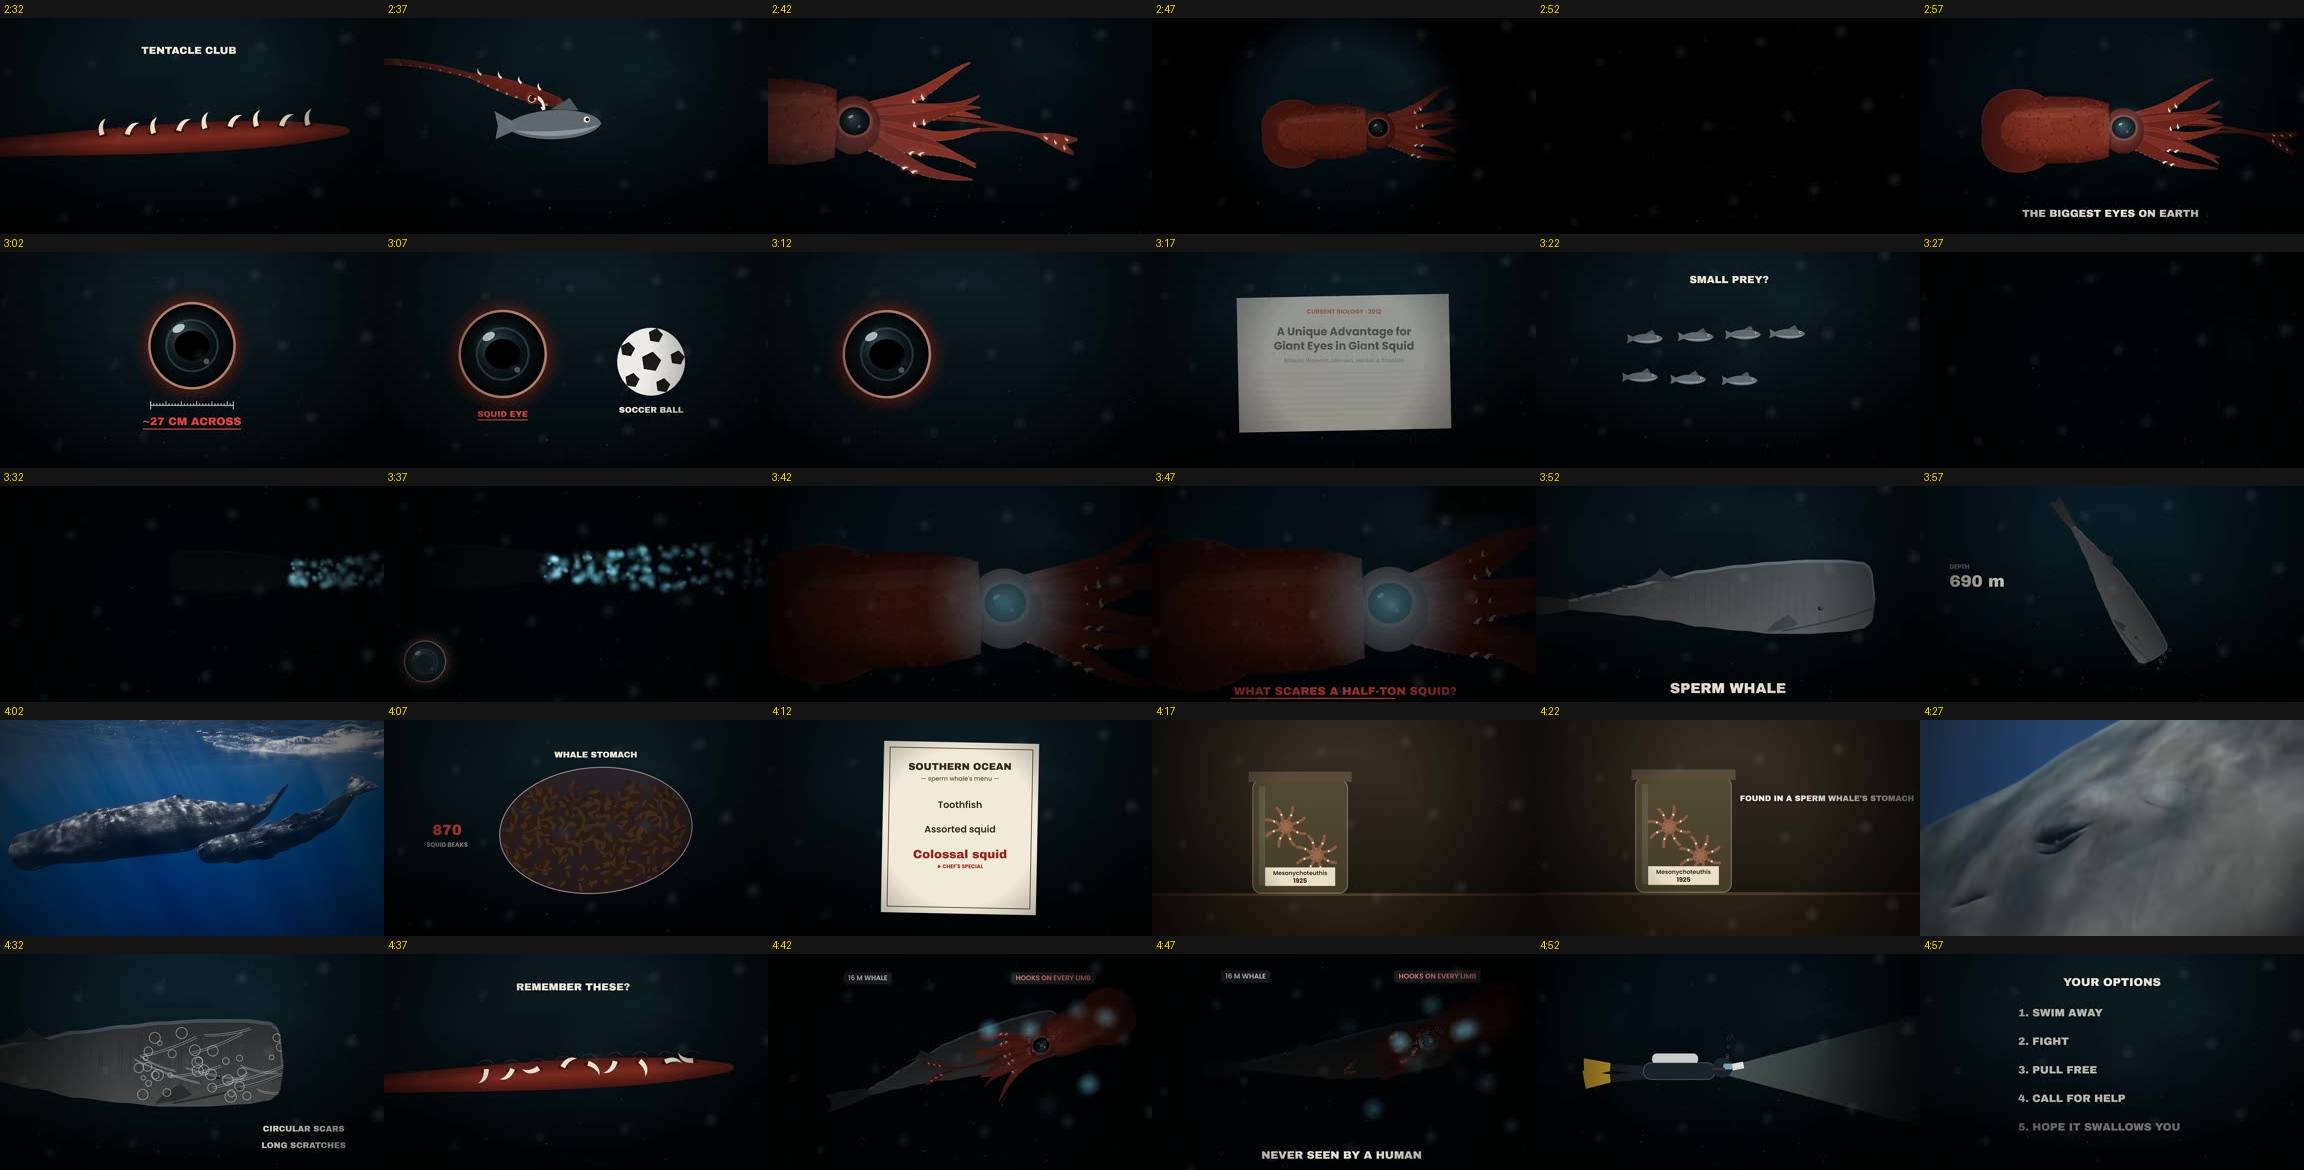 2:32
2:37
2:42
2:47
2:52
2:57
TENTACLE CLUB
THE BIGGEST EYES ON EARTH
3:02
3:07
3:12
3:17
3:22
3:27
~27 CM ACROSS
SQUID EYE
SOCCER BALL
CURRENT BIOLOGY · 2012
A Unique Advantage for
Giant Eyes in Giant Squid
SMALL PREY?
3:32
3:37
3:42
3:47
3:52
3:57
WHAT SCARES A HALF-TON SQUID?
SPERM WHALE
DEPTH
690 m
4:02
4:07
4:12
4:17
4:22
4:27
WHALE STOMACH
870
SQUID BEAKS
SOUTHERN OCEAN
— sperm whale's menu —
Toothfish
Assorted squid
Colossal squid
★ CHEF'S SPECIAL
Mesonychoteuthis
1925
FOUND IN A SPERM WHALE'S STOMACH
Mesonychoteuthis
1925
4:32
4:37
4:42
4:47
4:52
4:57
CIRCULAR SCARS
LONG SCRATCHES
REMEMBER THESE?
16 M WHALE
HOOKS ON EVERY LIMB
16 M WHALE
HOOKS ON EVERY LIMB
NEVER SEEN BY A HUMAN
YOUR OPTIONS
1. SWIM AWAY
2. FIGHT
3. PULL FREE
4. CALL FOR HELP
5. HOPE IT SWALLOWS YOU